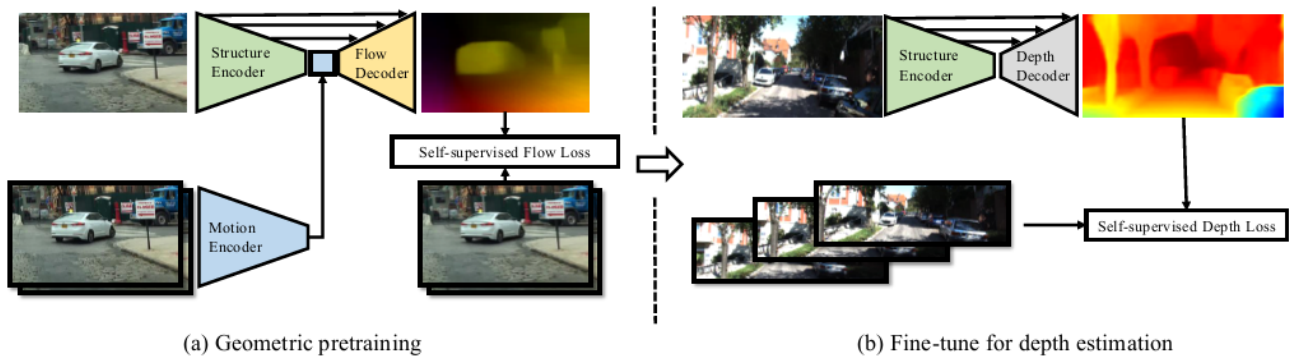 Structure
Encoder
Flow
Decoder
Self-supervised Flow Loss
Motion
Encoder
(a) Geometric pretraining
Structure
Encoder
Depth
Decoder
Self-supervised Depth Loss
(b) Fine-tune for depth estimation